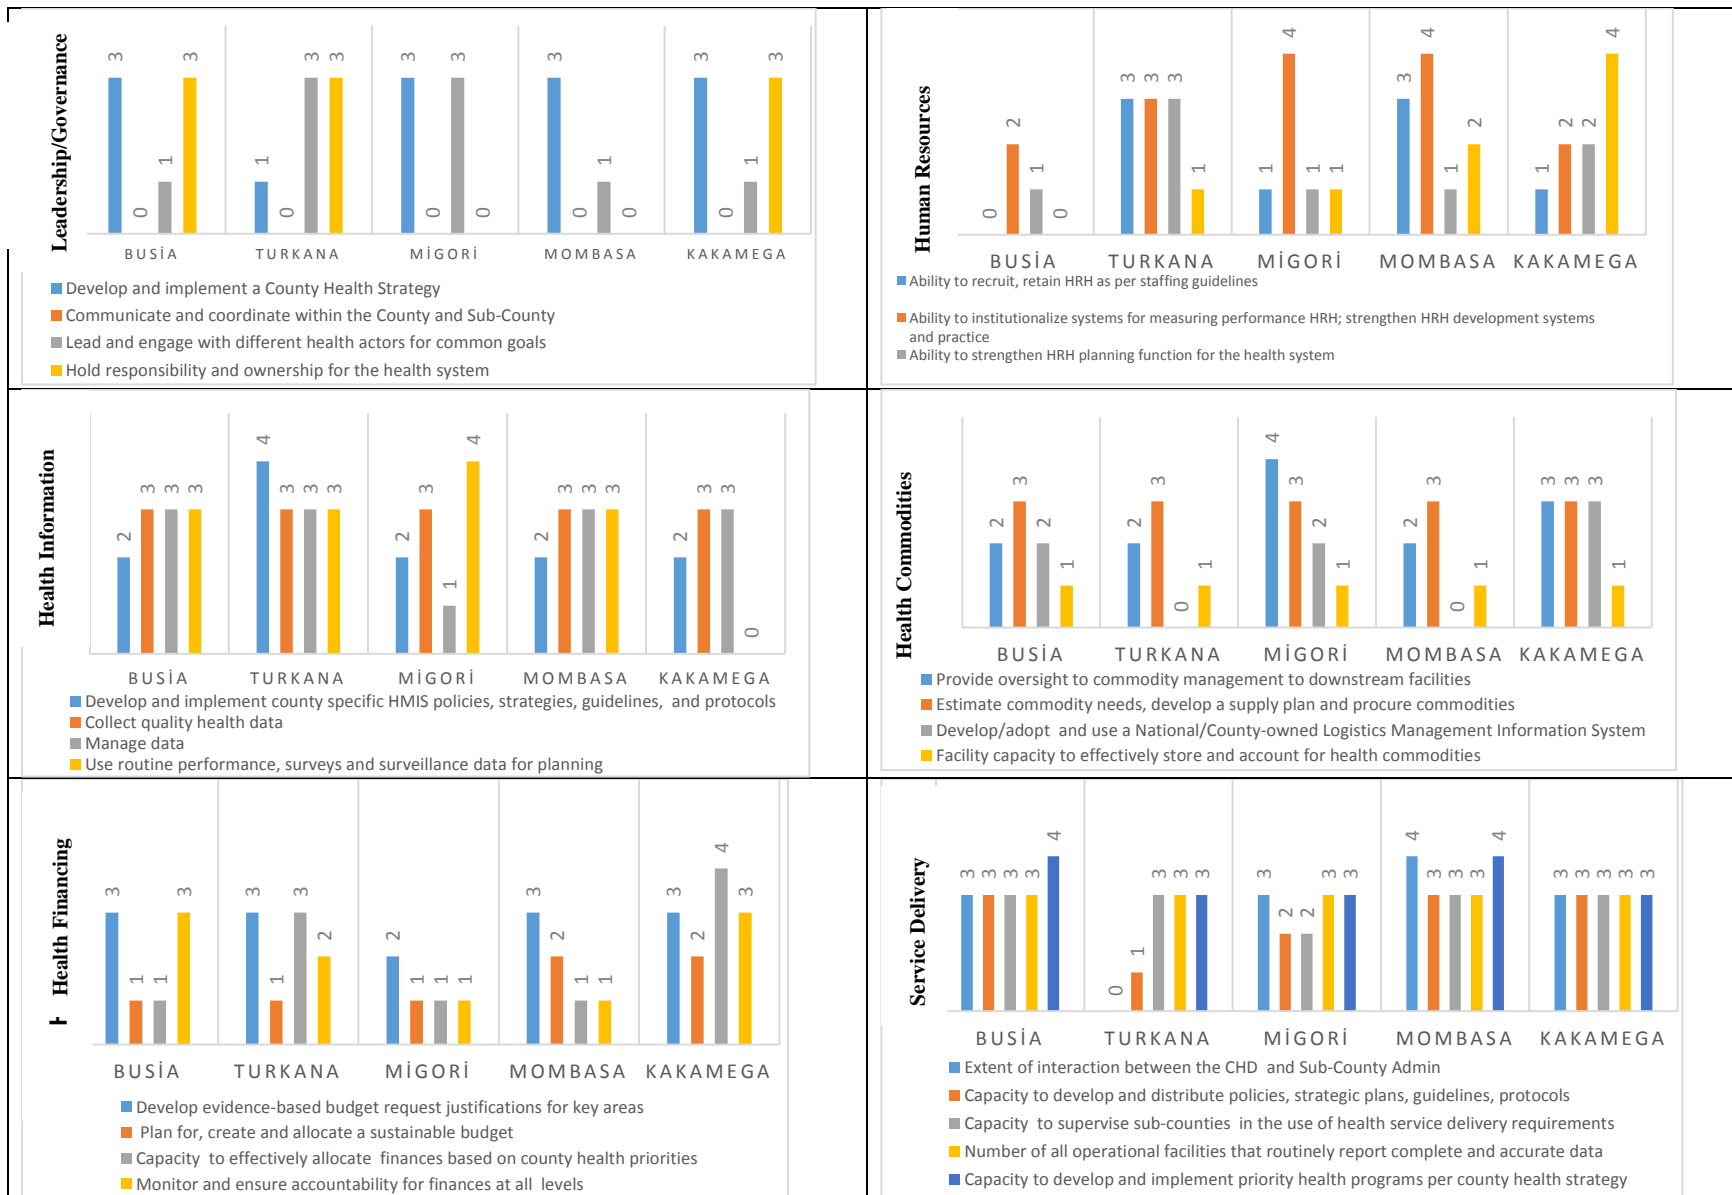 Leadership/Governance
3 0 1 3 1 0 3 3 3 0 3 0 3 0 1 0 3 0 1 3
BUSİA TURKANA MİGORİ MOMBASA KAKAMEGA
Develop and implement a County Health Strategy
Communicate and coordinate within the County and Sub-County
Lead and engage with different health actors for common goals
Hold responsibility and ownership for the health system
Human Resources
0 2 1 0 3 3 3 1 1 4 1 1 3 4 1 2 1 2 2 4
BUSİA TURKANA MİGORİ MOMBASA KAKAMEGA
Ability to recruit, retain HRH as per staffing guidelines
Ability to institutionalize systems for measuring performance HRH; strengthen HRH development systems
and practice
Ability to strengthen HRH planning function for the health system
Health Information
2 3 3 3 4 3 3 3 2 3 1 4 2 3 3 3 2 3 3 0
BUSİA TURKANA MİGORİ MOMBASA KAKAMEGA
Develop and implement county specific HMIS policies, strategies, guidelines, and protocols
Collect quality health data
Manage data
Use routine performance, surveys and surveillance data for planning
Health Commodities
2 3 2 1 2 3 0 1 4 3 2 1 2 3 0 1 3 3 3 1
BUSİA TURKANA MİGORİ MOMBASA KAKAMEGA
Provide oversight to commodity management to downstream facilities
Estimate commodity needs, develop a supply plan and procure commodities
Develop/adopt and use a National/County-owned Logistics Management Information System
Facility capacity to effectively store and account for health commodities
Health Financing
3 1 1 3 3 1 3 2 2 1 1 1 3 2 1 1 3 2 4 3
BUSİA TURKANA MİGORİ MOMBASA KAKAMEGA
Develop evidence-based budget request justifications for key areas
Plan for, create and allocate a sustainable budget
Capacity to effectively allocate finances based on county health priorities
Monitor and ensure accountability for finances at all levels
Service Delivery
3 3 3 3 4 0 1 3 3 3 3 2 2 3 3 4 3 3 3 4 3 3 3 3 3
BUSİA TURKANA MİGORİ MOMBASA KAKAMEGA
Extent of interaction between the CHD and Sub-County Admin
Capacity to develop and distribute policies, strategic plans, guidelines, protocols
Capacity to supervise sub-counties in the use of health service delivery requirements
Number of all operational facilities that routinely report complete and accurate data
Capacity to develop and implement priority health programs per county health strategy